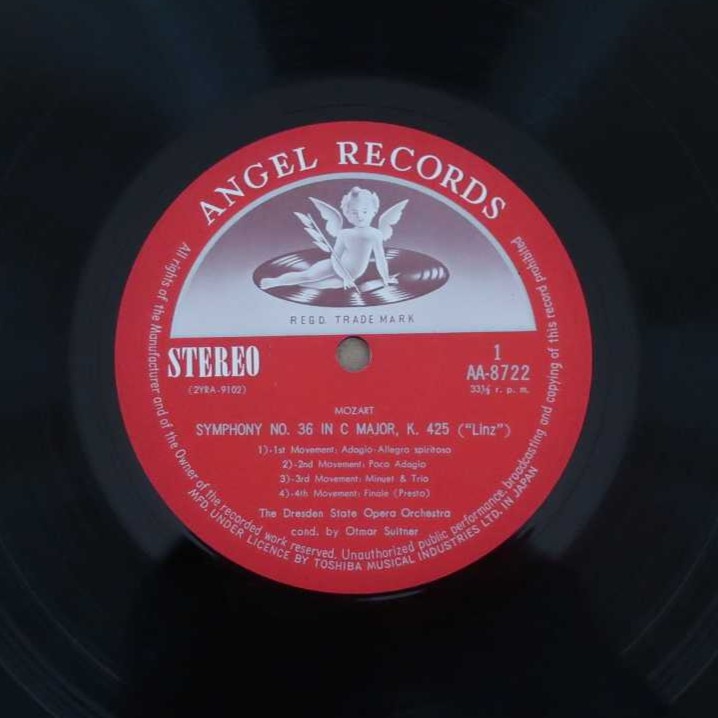 ANGEL RECORDS
REGD. TRADE MARK
STEREO
(2YRA-9102)
1
AA-8722
33⅓ r. p. m.
MOZART
SYMPHONY NO. 36 IN C MAJOR, K. 425 ("Linz")
1)-1st Movement: Adagio-Allegro spiritoso
2)-2nd Movement: Poco Adagio
3)-3rd Movement: Minuet & Trio
4)-4th Movement: Finale (Presto)
The Dresden State Opera Orchestra
cond. by Otmar Suitner
All rights of the Manufacturer and of the Owner of the recorded work reserved. Unauthorized public performance, broadcasting and copying of this record prohibited
MFD. UNDER LICENCE BY TOSHIBA MUSICAL INDUSTRIES LTD. IN JAPAN